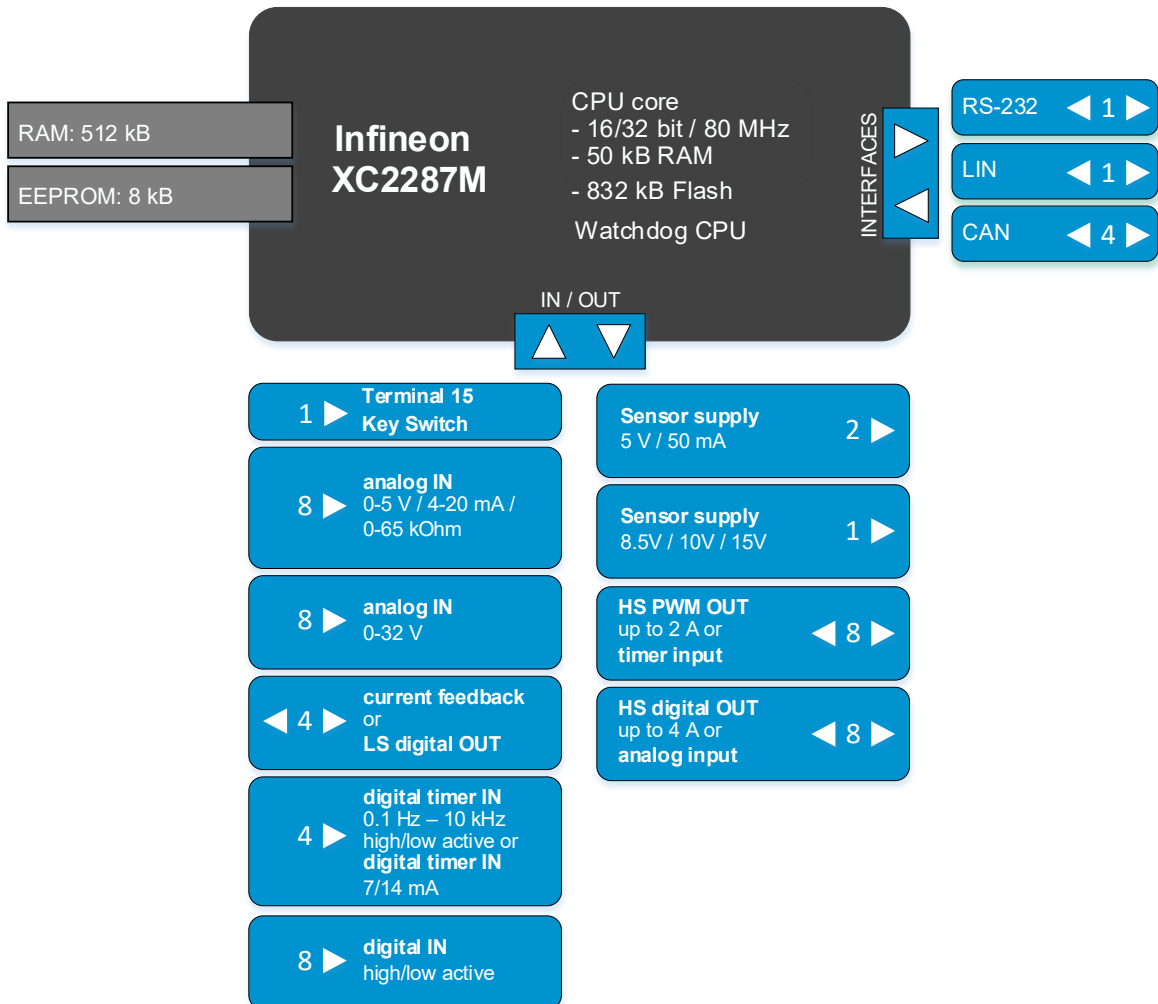 RAM: 512 kB
EEPROM: 8 kB
Infineon
XC2287M
CPU core
- 16/32 bit / 80 MHz
- 50 kB RAM
- 832 kB Flash
Watchdog CPU
INTERFACES
RS-232 1
LIN 1
CAN 4
IN / OUT
1 Terminal 15
Key Switch
8 analog IN
0-5 V / 4-20 mA /
0-65 kOhm
8 analog IN
0-32 V
4 current feedback
or
LS digital OUT
4 digital timer IN
0.1 Hz – 10 kHz
high/low active or
digital timer IN
7/14 mA
8 digital IN
high/low active
Sensor supply
5 V / 50 mA 2
Sensor supply
8.5V / 10V / 15V 1
HS PWM OUT
up to 2 A or 8
timer input
HS digital OUT
up to 4 A or 8
analog input